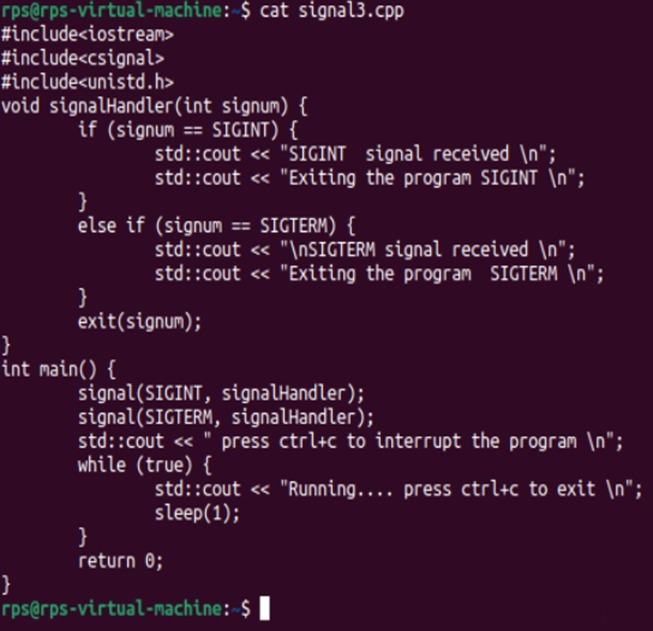 rps@rps-virtual-machine:~$ cat signal3.cpp
#include<iostream>
#include<csignal>
#include<unistd.h>
void signalHandler(int signum) {
        if (signum == SIGINT) {
                std::cout << "SIGINT  signal received \n";
                std::cout << "Exiting the program SIGINT \n";
        }
        else if (signum == SIGTERM) {
                std::cout << "\nSIGTERM signal received \n";
                std::cout << "Exiting the program  SIGTERM \n";
        }
        exit(signum);
}
int main() {
        signal(SIGINT, signalHandler);
        signal(SIGTERM, signalHandler);
        std::cout << " press ctrl+c to interrupt the program \n";
        while (true) {
                std::cout << "Running.... press ctrl+c to exit \n";
                sleep(1);
        }
        return 0;
}
rps@rps-virtual-machine:~$